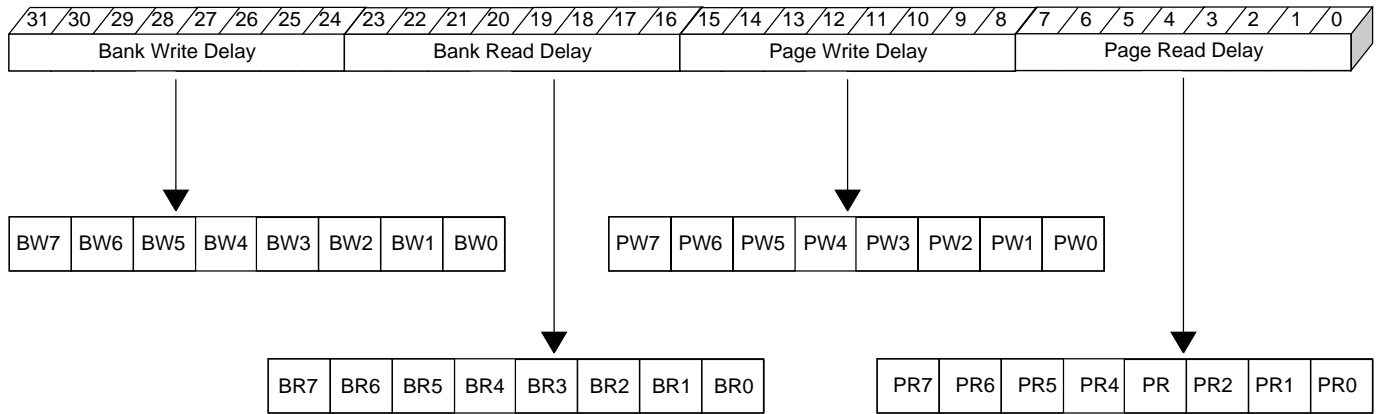 31 30 29 28 27 26 25 24 23 22 21 20 19 18 17 16 15 14 13 12 11 10 9 8 7 6 5 4 3 2 1 0
Bank Write Delay Bank Read Delay Page Write Delay Page Read Delay
BW7 BW6 BW5 BW4 BW3 BW2 BW1 BW0 PW7 PW6 PW5 PW4 PW3 PW2 PW1 PW0
BR7 BR6 BR5 BR4 BR3 BR2 BR1 BR0 PR7 PR6 PR5 PR4 PR PR2 PR1 PR0